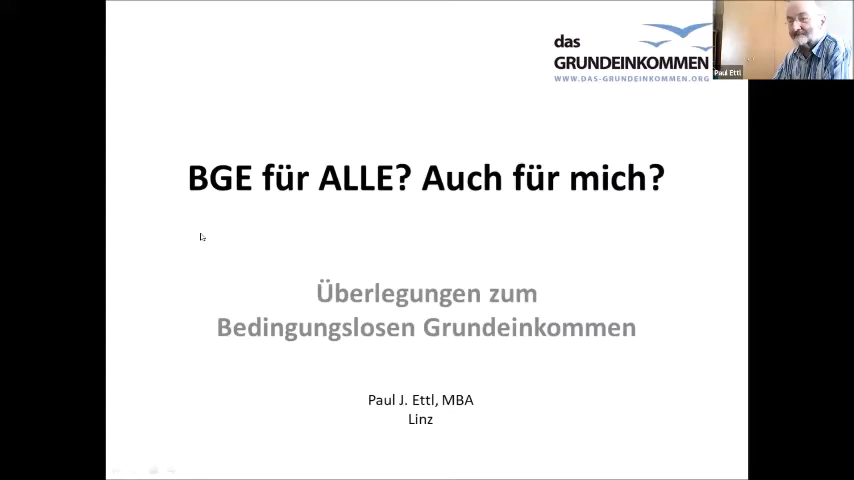 das
GRUNDEINKOMMEN
WWW.DAS-GRUNDEINKOMMEN.ORG
Paul Ettl
BGE für ALLE? Auch für mich?
Überlegungen zum
Bedingungslosen Grundeinkommen
Paul J. Ettl, MBA
Linz